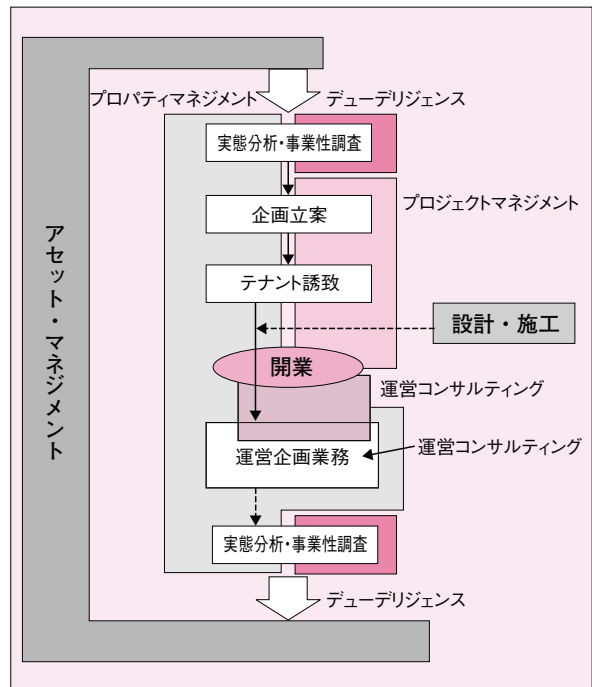 プロパティマネジメント
デューデリジェンス
実態分析・事業性調査
企画立案
プロジェクトマネジメント
テナント誘致
アセット・マネジメント
設計・施工
開業
運営コンサルティング
運営企画業務
運営コンサルティング
実態分析・事業性調査
デューデリジェンス